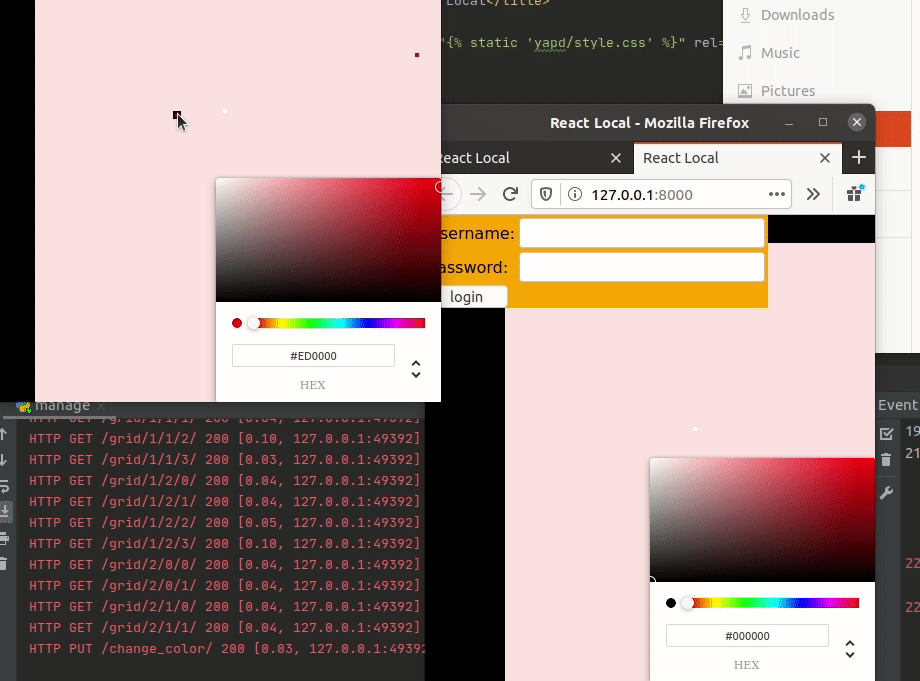 Local</title>
"{% static 'yapd/style.css' %}" rel=
Downloads
Music
Pictures
React Local - Mozilla Firefox
React Local
React Local
127.0.0.1:8000
sername:
assword:
login
#ED0000
HEX
manage
HTTP GET /grid/1/1/1/ 200 [0.04, 127.0.0.1:49392]
HTTP GET /grid/1/1/2/ 200 [0.10, 127.0.0.1:49392]
HTTP GET /grid/1/1/3/ 200 [0.03, 127.0.0.1:49392]
HTTP GET /grid/1/2/0/ 200 [0.04, 127.0.0.1:49392]
HTTP GET /grid/1/2/1/ 200 [0.04, 127.0.0.1:49392]
HTTP GET /grid/1/2/2/ 200 [0.05, 127.0.0.1:49392]
HTTP GET /grid/1/2/3/ 200 [0.10, 127.0.0.1:49392]
HTTP GET /grid/2/0/0/ 200 [0.04, 127.0.0.1:49392]
HTTP GET /grid/2/0/1/ 200 [0.04, 127.0.0.1:49392]
HTTP GET /grid/2/1/0/ 200 [0.04, 127.0.0.1:49392]
HTTP GET /grid/2/1/1/ 200 [0.04, 127.0.0.1:49392]
HTTP PUT /change_color/ 200 [0.03, 127.0.0.1:4939
Event
19
21
22
22
#000000
HEX